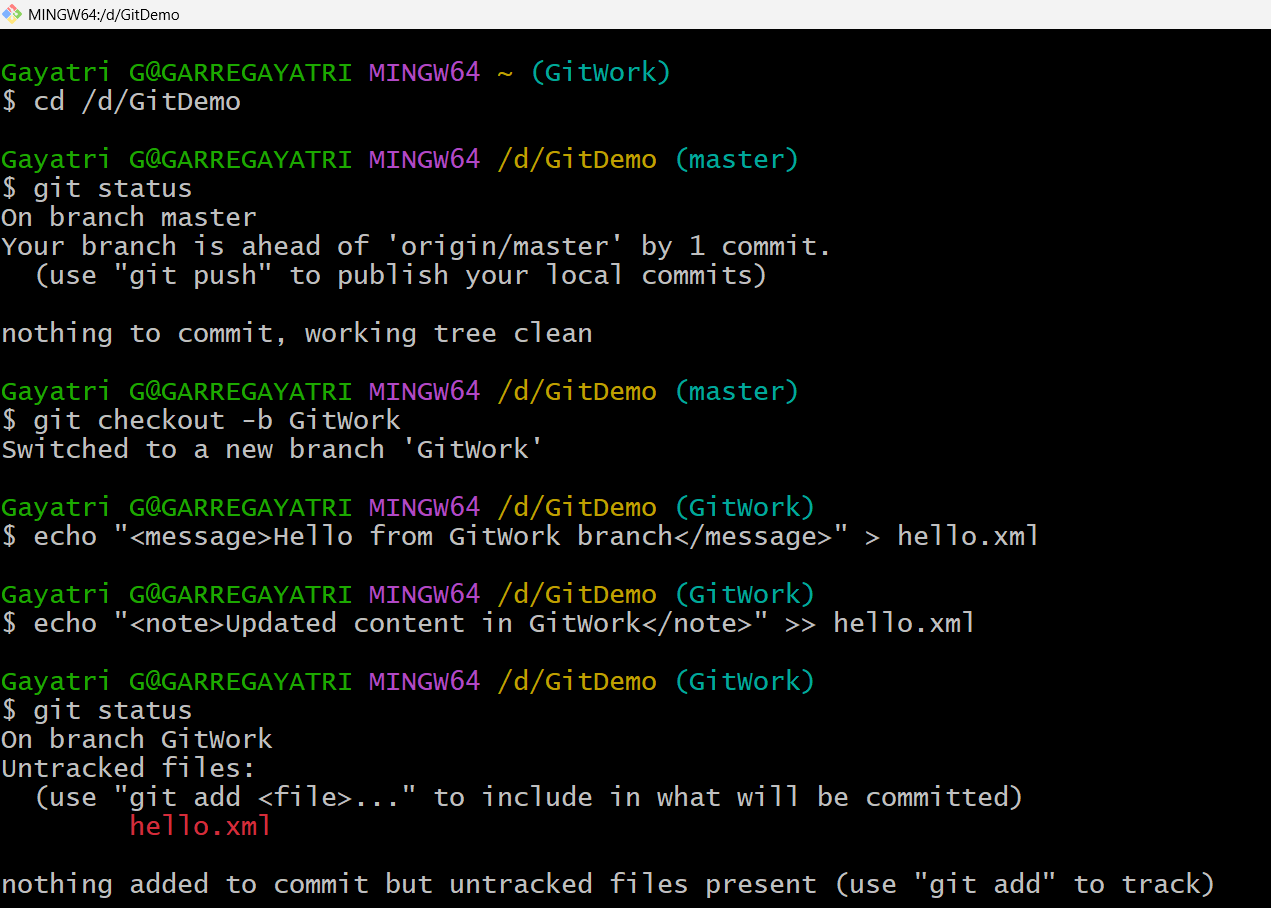 MINGW64:/d/GitDemo
Gayatri G@GARREGAYATRI MINGW64 ~ (GitWork)
$ cd /d/GitDemo
Gayatri G@GARREGAYATRI MINGW64 /d/GitDemo (master)
$ git status
On branch master
Your branch is ahead of 'origin/master' by 1 commit.
  (use "git push" to publish your local commits)
nothing to commit, working tree clean
Gayatri G@GARREGAYATRI MINGW64 /d/GitDemo (master)
$ git checkout -b GitWork
Switched to a new branch 'GitWork'
Gayatri G@GARREGAYATRI MINGW64 /d/GitDemo (GitWork)
$ echo "<message>Hello from GitWork branch</message>" > hello.xml
Gayatri G@GARREGAYATRI MINGW64 /d/GitDemo (GitWork)
$ echo "<note>Updated content in GitWork</note>" >> hello.xml
Gayatri G@GARREGAYATRI MINGW64 /d/GitDemo (GitWork)
$ git status
On branch GitWork
Untracked files:
  (use "git add <file>..." to include in what will be committed)
        hello.xml
nothing added to commit but untracked files present (use "git add" to track)